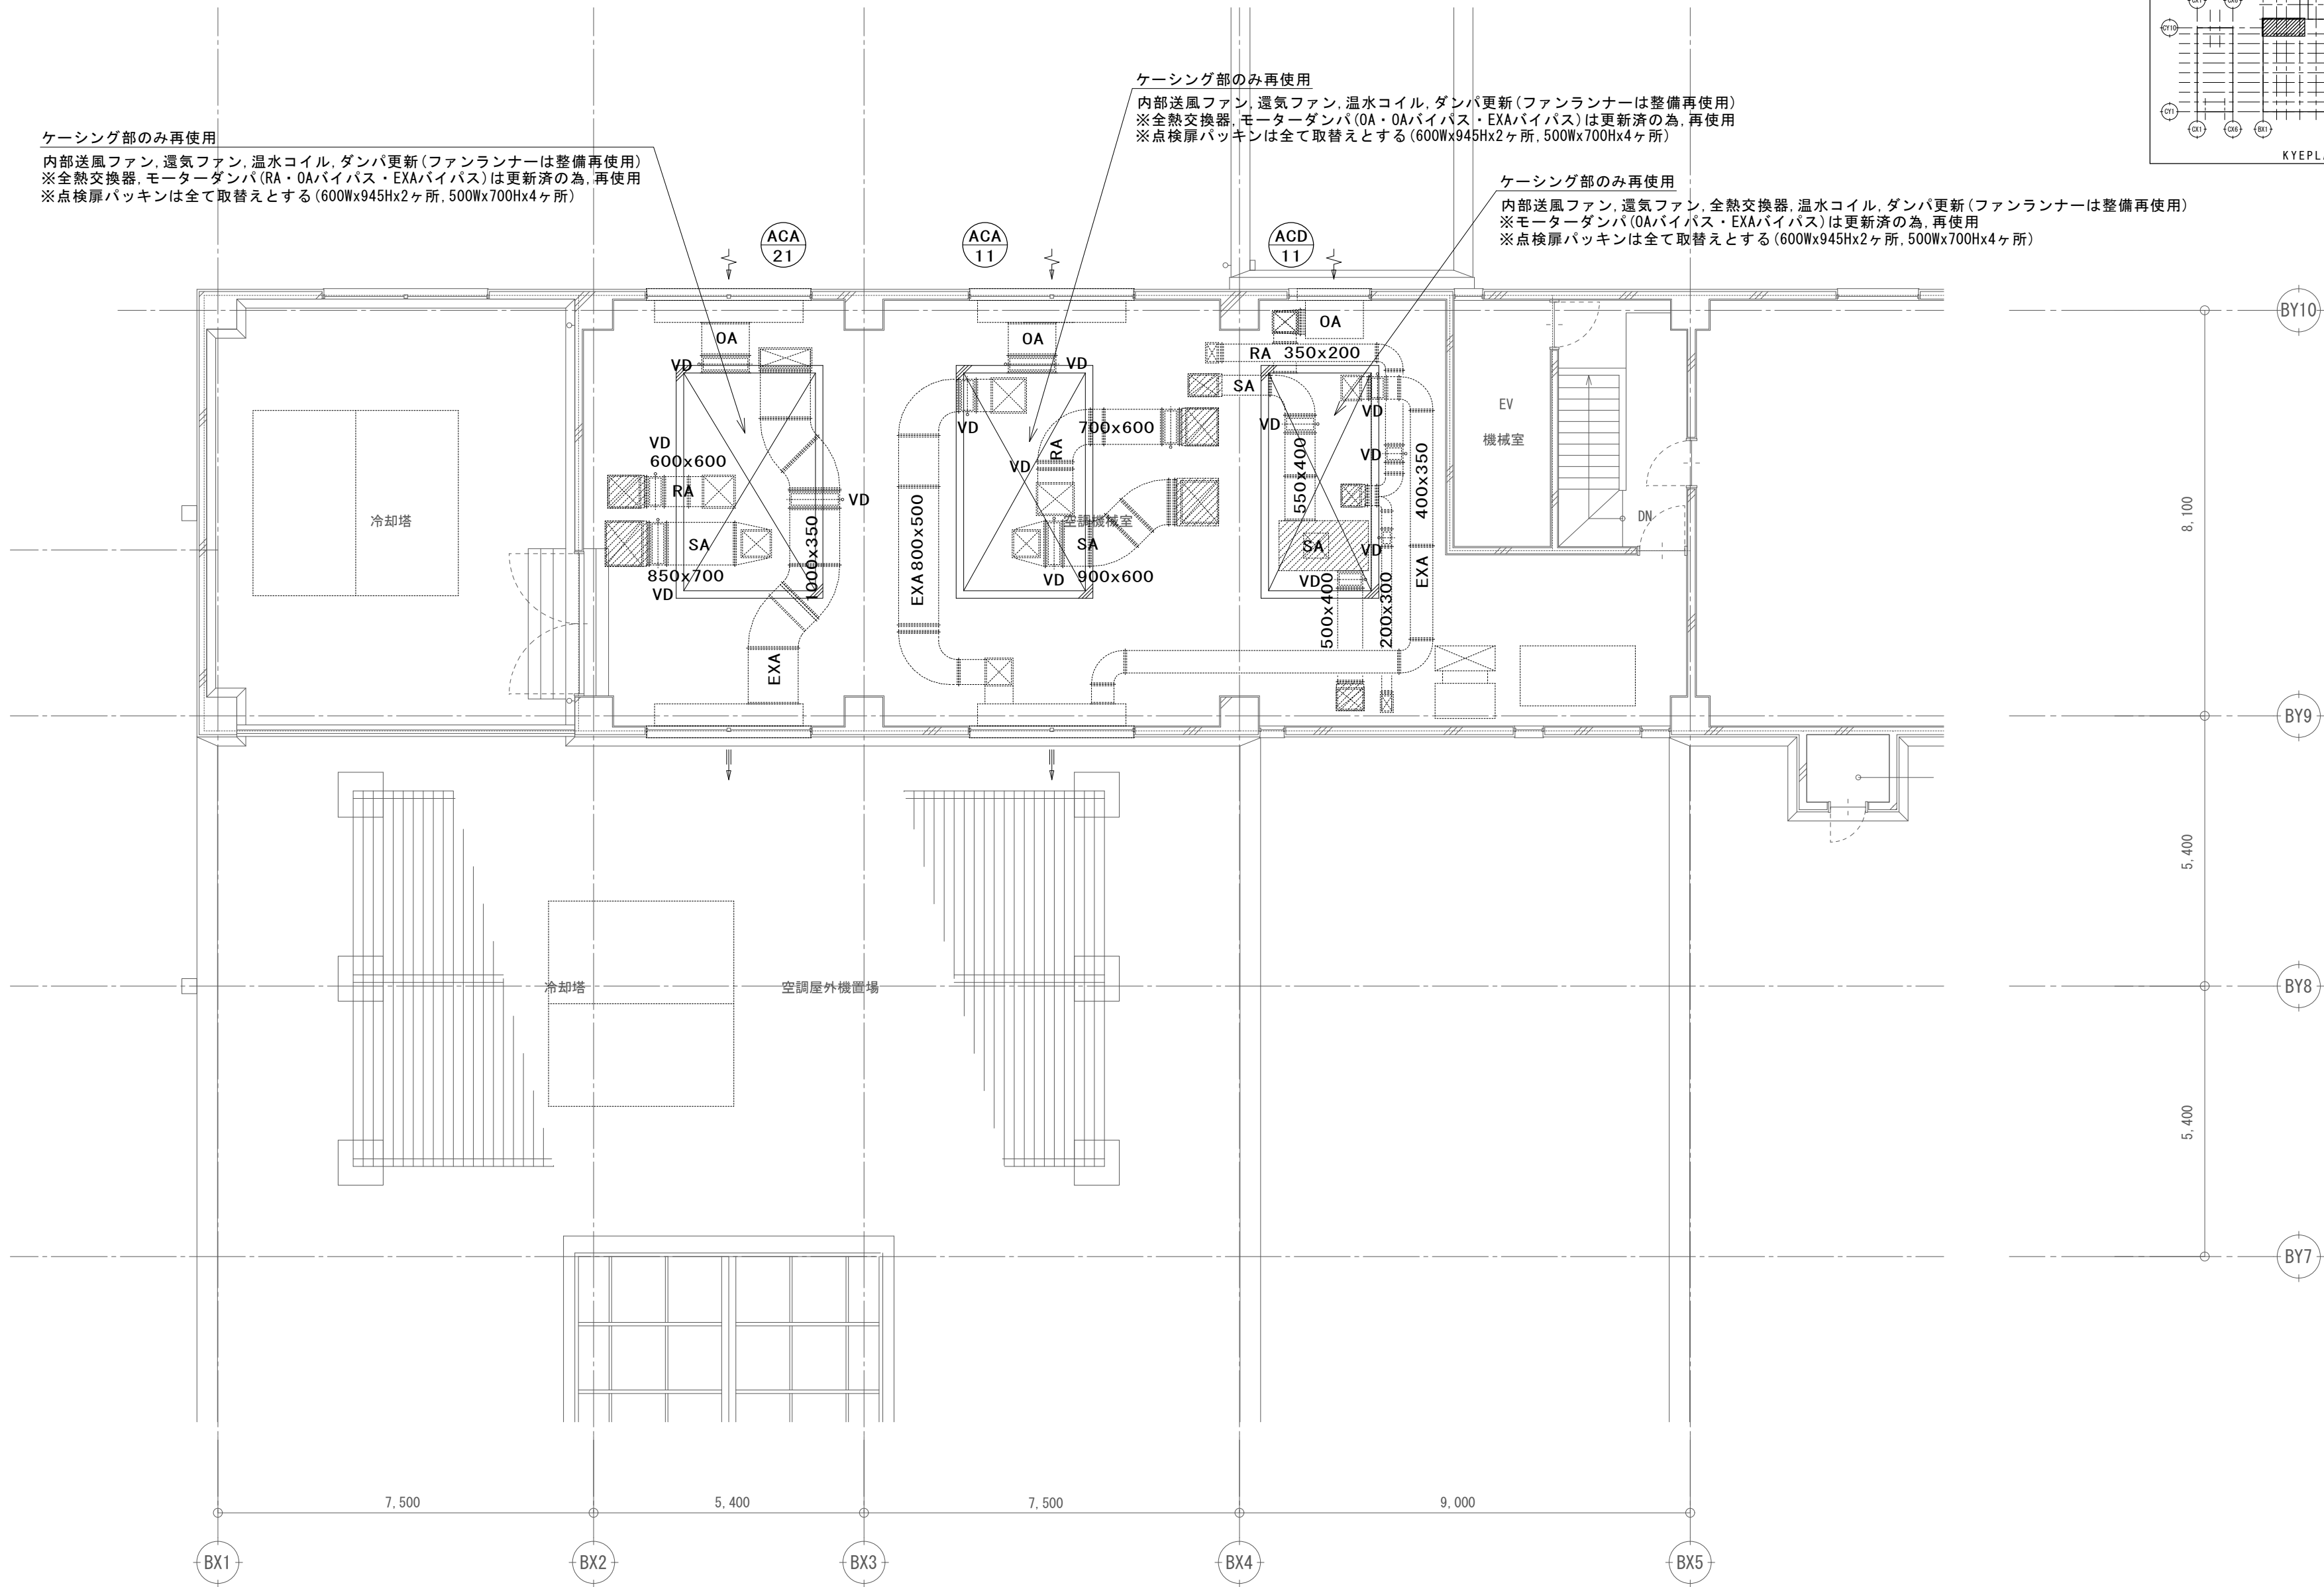 CY10
CY1
CX1
CX6
BX1
ケーシング部のみ再使用
内部送風ファン,還気ファン,温水コイル,ダンパ更新(ファンランナーは整備再使用)
※全熱交換器,モーターダンパ(OA・OAバイパス・EXAバイパス)は更新済の為,再使用
※点検扉パッキンは全て取替えとする(600Wx945Hx2ヶ所,500Wx700Hx4ヶ所)
ケーシング部のみ再使用
内部送風ファン,還気ファン,温水コイル,ダンパ更新(ファンランナーは整備再使用)
※全熱交換器,モーターダンパ(RA・OAバイパス・EXAバイパス)は更新済の為,再使用
※点検扉パッキンは全て取替えとする(600Wx945Hx2ヶ所,500Wx700Hx4ヶ所)
ケーシング部のみ再使用
内部送風ファン,還気ファン,全熱交換器,温水コイル,ダンパ更新(ファンランナーは整備再使用)
※モーターダンパ(OAバイパス・EXAバイパス)は更新済の為,再使用
※点検扉パッキンは全て取替えとする(600Wx945Hx2ヶ所,500Wx700Hx4ヶ所)
ACA
21
ACA
11
ACD
11
BY10
OA
VD
VD
600x600
RA
SA
850x700
VD
VD
1000x350
EXA
OA
VD
VD
700x600
RA
VD
EXA
800x500
空調機械室
SA
VD
900x600
OA
RA 350x200
SA
VD
VD
VD
550x400
400x350
SA
VD
VD
500x400
200x300
EXA
EV
機械室
DN
冷却塔
8,100
BY9
5,400
冷却塔
空調屋外機置場
BY8
5,400
BY7
7,500
5,400
7,500
9,000
BX1
BX2
BX3
BX4
BX5